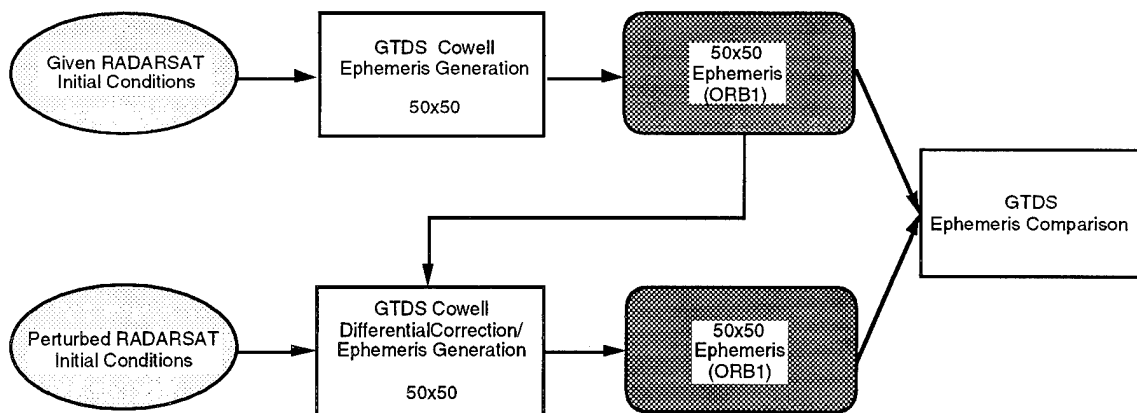 Given RADARSAT
Initial Conditions
GTDS Cowell
Ephemeris Generation
50x50
50x50
Ephemeris
(ORB1)
GTDS
Ephemeris Comparison
Perturbed RADARSAT
Initial Conditions
GTDS Cowell
DifferentialCorrection/
Ephemeris Generation
50x50
50x50
Ephemeris
(ORB1)